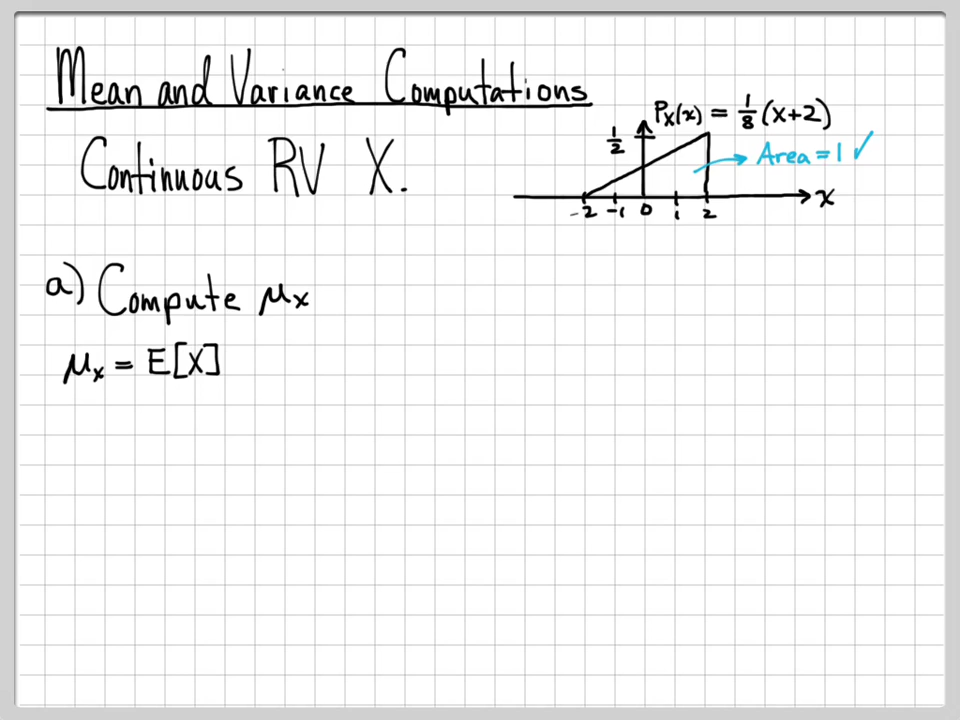 Mean and Variance Computations
Continuous RV X.
Pₓ(x) = 1/8 (x+2)
1/2
Area = 1 ✓
-2 -1 0 1 2
x
a) Compute μₓ
μₓ = E[X]